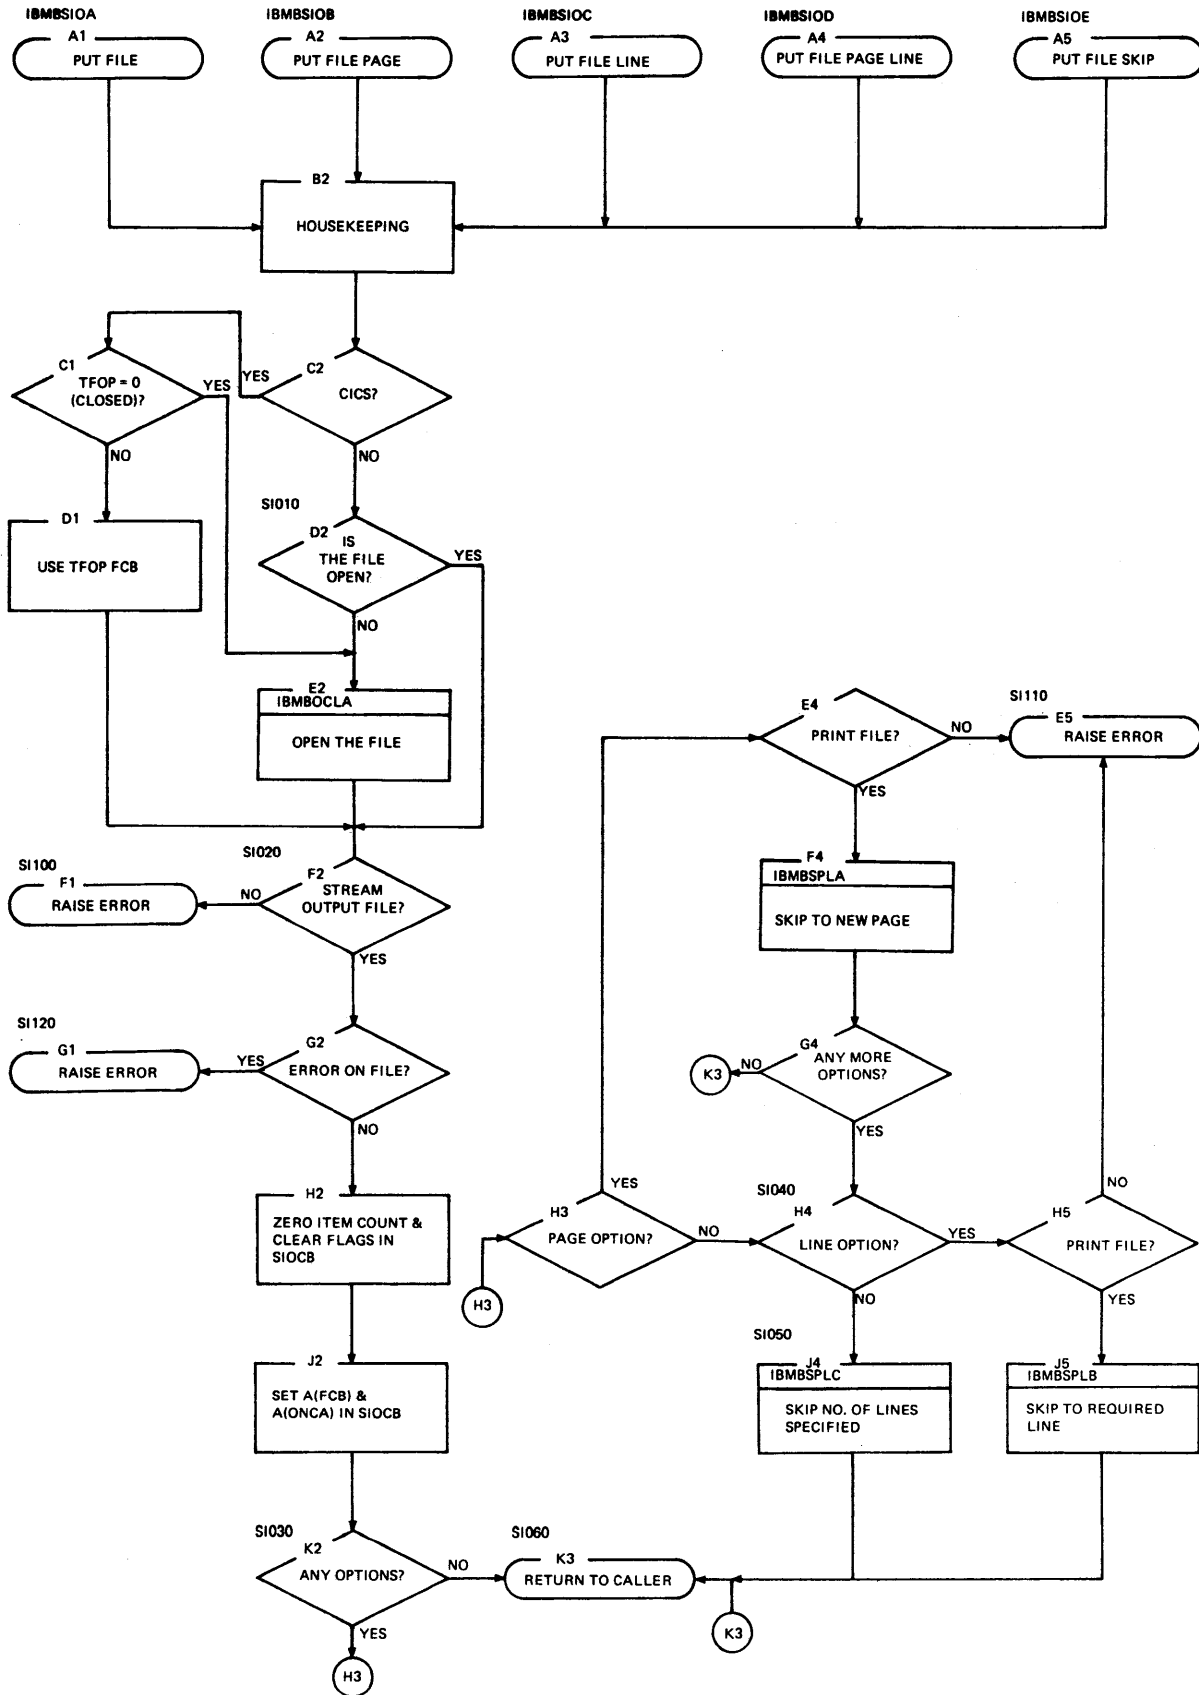 IBMBSIOA
A1
PUT FILE
IBMBSIOB
A2
PUT FILE PAGE
IBMBSIOC
A3
PUT FILE LINE
IBMBSIOD
A4
PUT FILE PAGE LINE
IBMBSIOE
A5
PUT FILE SKIP
B2
HOUSEKEEPING
C1
TFOP = 0
(CLOSED)?
YES
NO
YES
C2
CICS?
NO
D1
USE TFOP FCB
SI010
D2
IS
THE FILE
OPEN?
YES
NO
E2
IBMBOCLA
OPEN THE FILE
E4
PRINT FILE?
NO
YES
SI110
E5
RAISE ERROR
SI100
F1
RAISE ERROR
NO
SI020
F2
STREAM
OUTPUT FILE?
YES
F4
IBMBSPLA
SKIP TO NEW PAGE
SI120
G1
RAISE ERROR
YES
G2
ERROR ON FILE?
NO
K3
NO
G4
ANY MORE
OPTIONS?
YES
H2
ZERO ITEM COUNT &
CLEAR FLAGS IN
SIOCB
H3
YES
H3
PAGE OPTION?
NO
SI040
H4
LINE OPTION?
YES
NO
NO
H5
PRINT FILE?
YES
J2
SET A(FCB) &
A(ONCA) IN SIOCB
SI050
J4
IBMBSPLC
SKIP NO. OF LINES
SPECIFIED
J5
IBMBSPLB
SKIP TO REQUIRED
LINE
SI030
K2
ANY OPTIONS?
NO
YES
H3
SI060
K3
RETURN TO CALLER
K3